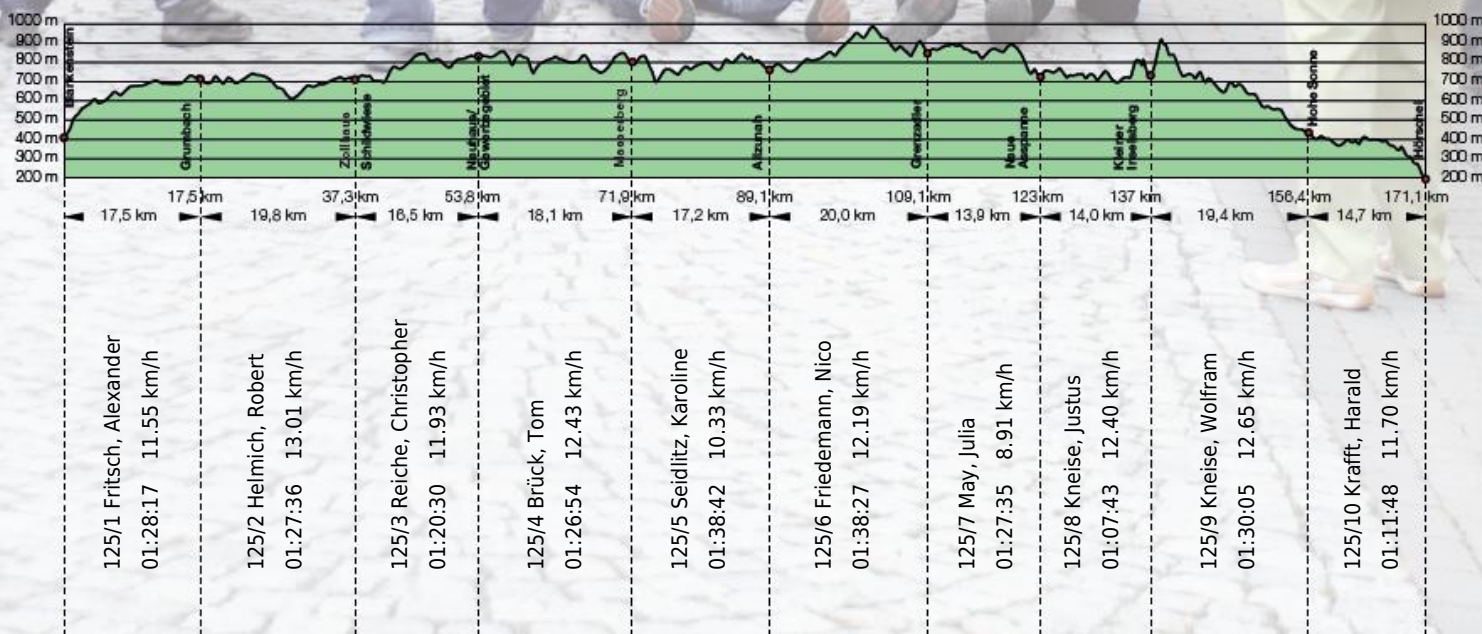 1000 m
900 m
800 m
700 m
600 m
500 m
400 m
300 m
200 m
1000 m
900 m
800 m
700 m
600 m
500 m
400 m
300 m
200 m
Blankenstein
Grumbach
Zollhaus
Schildwiese
Neuhaus/
Gewerbegebiet
Masserberg
Allzunah
Grenzadler
Neue
Ausspanne
Kleiner
Inselsberg
Hohe Sonne
Hörschel
17,5 km 37,3 km 53,8 km 71,9 km 89,1 km 109,1 km 123 km 137 km 156,4 km 171,1 km
17,5 km 19,8 km 16,5 km 18,1 km 17,2 km 20,0 km 13,9 km 14,0 km 19,4 km 14,7 km
125/1 Fritsch, Alexander
01:28:17 11.55 km/h
125/2 Helmich, Robert
01:27:36 13.01 km/h
125/3 Reiche, Christopher
01:20:30 11.93 km/h
125/4 Brück, Tom
01:26:54 12.43 km/h
125/5 Seidlitz, Karoline
01:38:42 10.33 km/h
125/6 Friedemann, Nico
01:38:27 12.19 km/h
125/7 May, Julia
01:27:35 8.91 km/h
125/8 Kneise, Justus
01:07:43 12.40 km/h
125/9 Kneise, Wolfram
01:30:05 12.65 km/h
125/10 Krafft, Harald
01:11:48 11.70 km/h